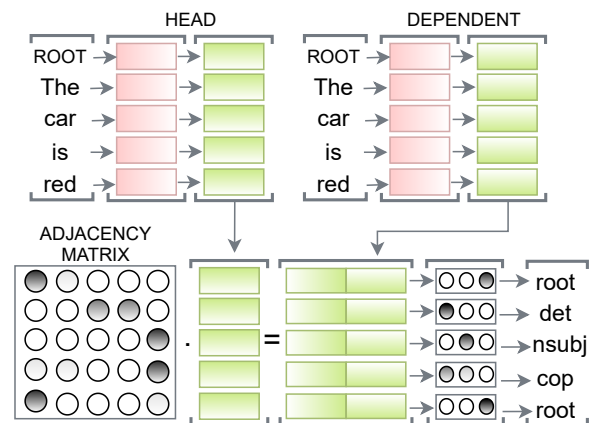 HEAD
DEPENDENT
ROOT
The
car
is
red
ROOT
The
car
is
red
ADJACENCY
MATRIX
. =
root
det
nsubj
cop
root